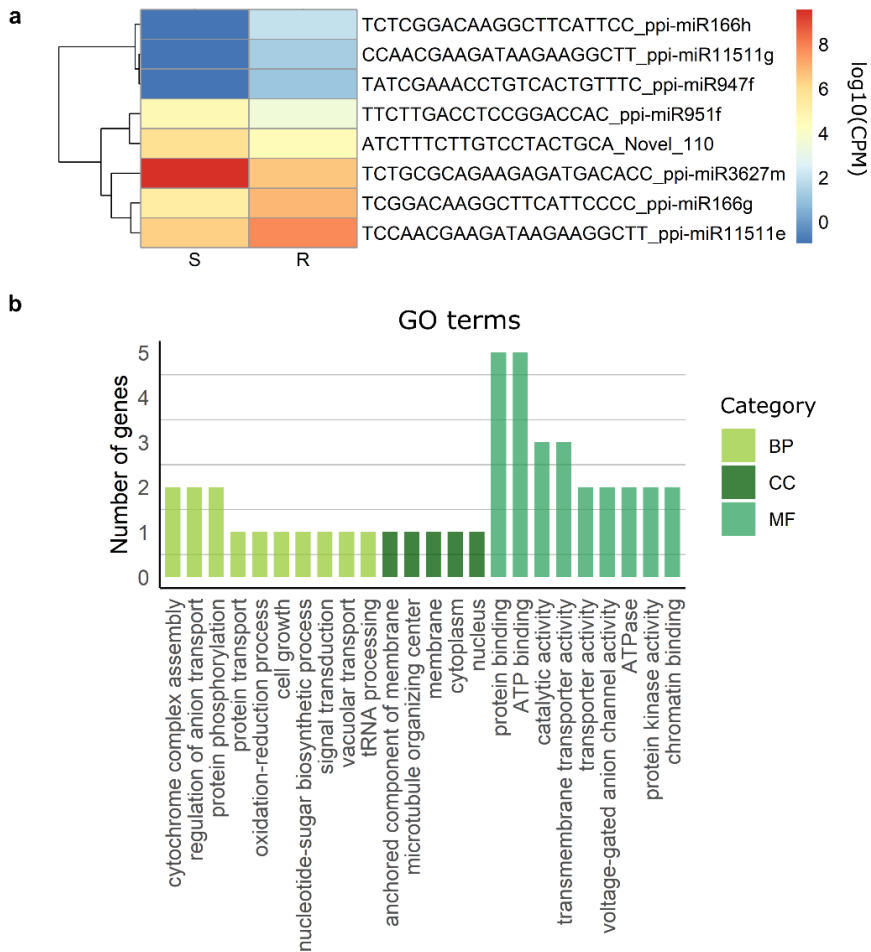 a
TCTCGGACAAGGCTTCATTCC_ppi-miR166h
CCAACGAAGATAAGAAGGCTT_ppi-miR11511g
TATCGAAACCTGTCACTGTTTC_ppi-miR947f
TTCTTGACCTCCGGACCAC_ppi-miR951f
ATCTTTCTTGTCCTACTGCA_Novel_110
TCTGCGCAGAAGAGATGACACC_ppi-miR3627m
TCGGACAAGGCTTCATTCCCC_ppi-miR166g
TCCAACGAAGATAAGAAGGCTT_ppi-miR11511e
S R
8
6
4
2
0
log10(CPM)
b
GO terms
Number of genes
5
4
3
2
1
0
cytochrome complex assembly
regulation of anion transport
protein phosphorylation
protein transport
oxidation-reduction process
cell growth
nucleotide-sugar biosynthetic process
signal transduction
vacuolar transport
tRNA processing
anchored component of membrane
microtubule organizing center
membrane
cytoplasm
nucleus
protein binding
ATP binding
catalytic activity
transmembrane transporter activity
transporter activity
voltage-gated anion channel activity
ATPase
protein kinase activity
chromatin binding
Category
BP
CC
MF